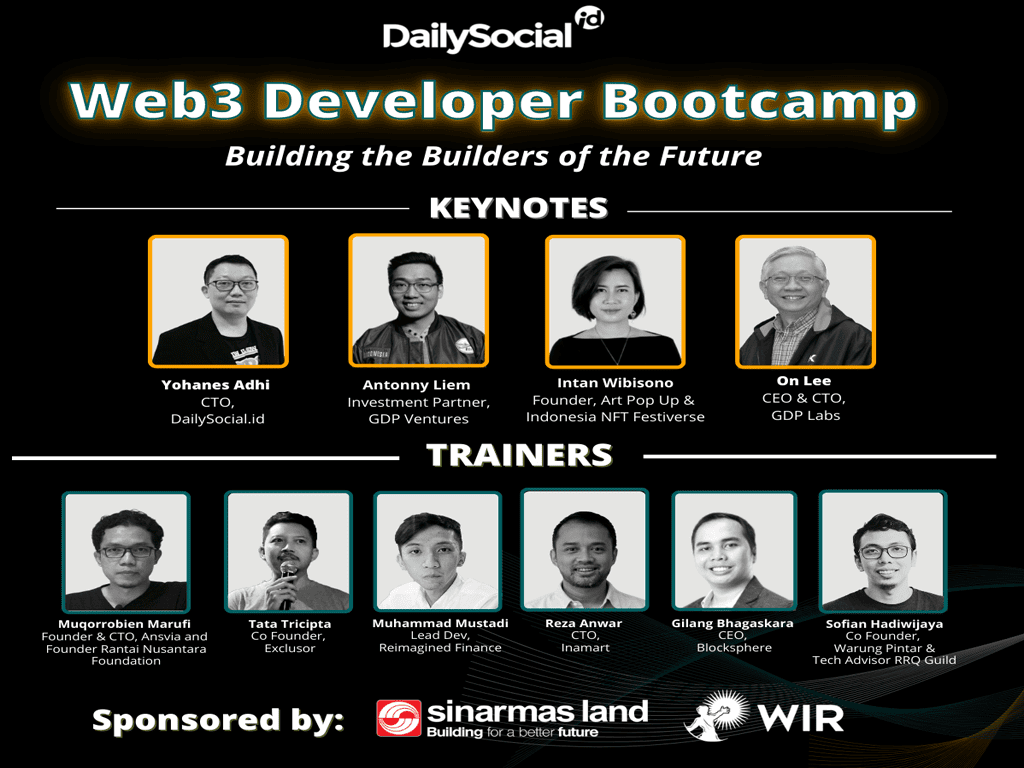 DailySocial id
Web3 Developer Bootcamp
Building the Builders of the Future
KEYNOTES
Yohanes Adhi
CTO,
DailySocial.id
Antonny Liem
Investment Partner,
GDP Ventures
Intan Wibisono
Founder, Art Pop Up &
Indonesia NFT Festiverse
On Lee
CEO & CTO,
GDP Labs
TRAINERS
Muqorrobien Marufi
Founder & CTO, Ansvia and
Founder Rantai Nusantara
Foundation
Tata Tricipta
Co Founder,
Exclusor
Muhammad Mustadi
Lead Dev,
Reimagined Finance
Reza Anwar
CTO,
Inamart
Gilang Bhagaskara
CEO,
Blocksphere
Sofian Hadiwijaya
Co Founder,
Warung Pintar &
Tech Advisor RRQ Guild
Sponsored by:
sinarmas land
Building for a better future
WIR